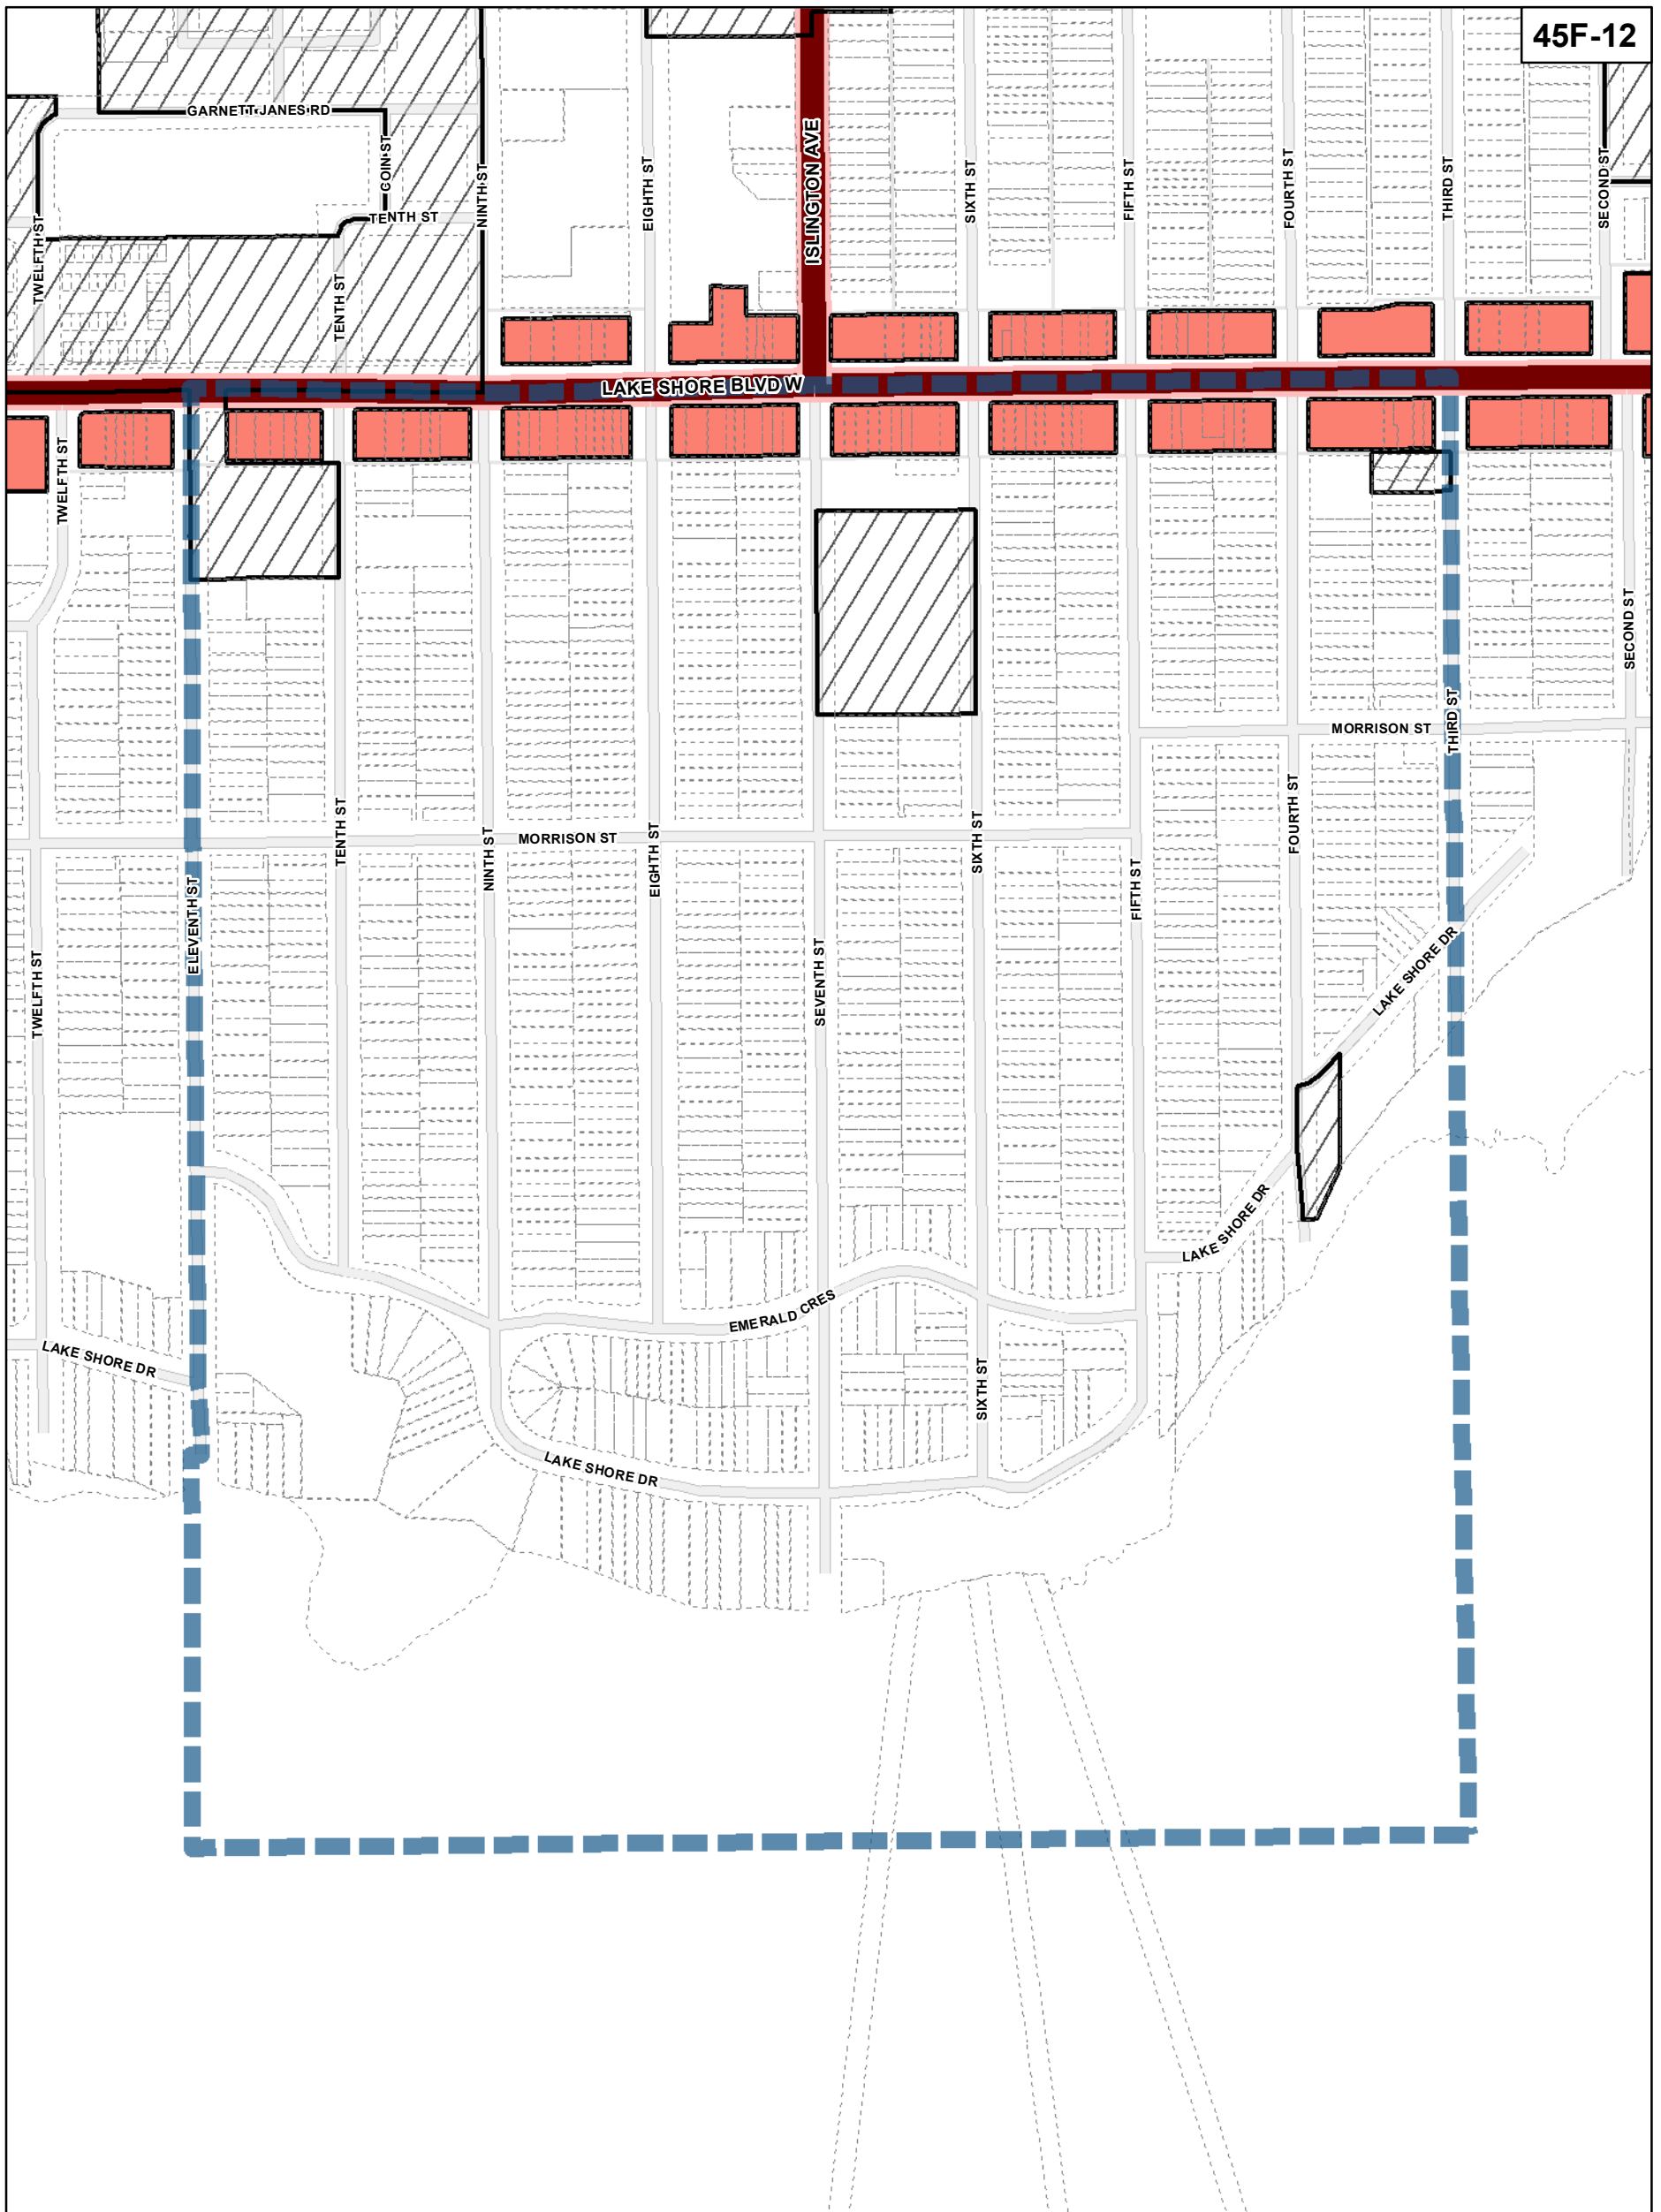 45F-12
GARNETT JANES RD
COIN ST
TENTH ST
NINTH ST
EIGHTH ST
ISLINGTON AVE
SIXTH ST
FIFTH ST
FOURTH ST
THIRD ST
SECOND ST
TWELFTH ST
TENTH ST
LAKE SHORE BLVD W
TWELFTH ST
SECOND ST
THIRD ST
MORRISON ST
FOURTH ST
MORRISON ST
TENTH ST
NINTH ST
EIGHTH ST
SIXTH ST
FIFTH ST
ELEVENTH ST
TWELFTH ST
SEVENTH ST
LAKE SHORE DR
LAKE SHORE DR
EMERALD CRES
LAKE SHORE DR
SIXTH ST
LAKE SHORE DR